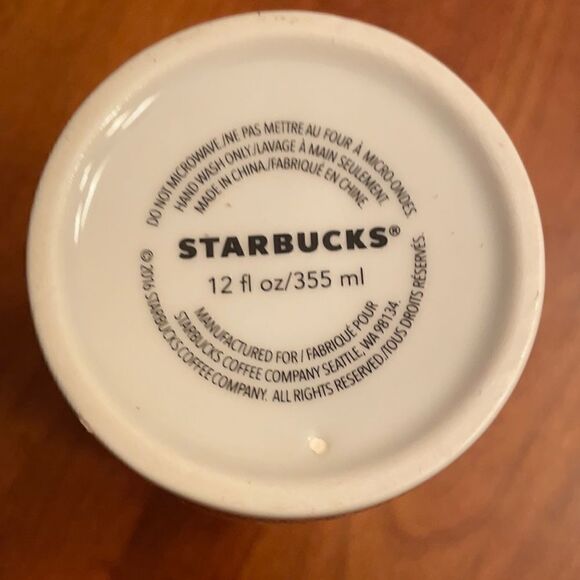 DO NOT MICROWAVE./NE PAS METTRE AU FOUR À MICRO-ONDES.
HAND WASH ONLY./LAVAGE À MAIN SEULEMENT.
MADE IN CHINA./FABRIQUÉ EN CHINE.
STARBUCKS®
12 fl oz/355 ml
MANUFACTURED FOR / FABRIQUÉ POUR
STARBUCKS COFFEE COMPANY SEATTLE, WA 98134.
© 2016 STARBUCKS COFFEE COMPANY. ALL RIGHTS RESERVED./TOUS DROITS RÉSERVÉS.